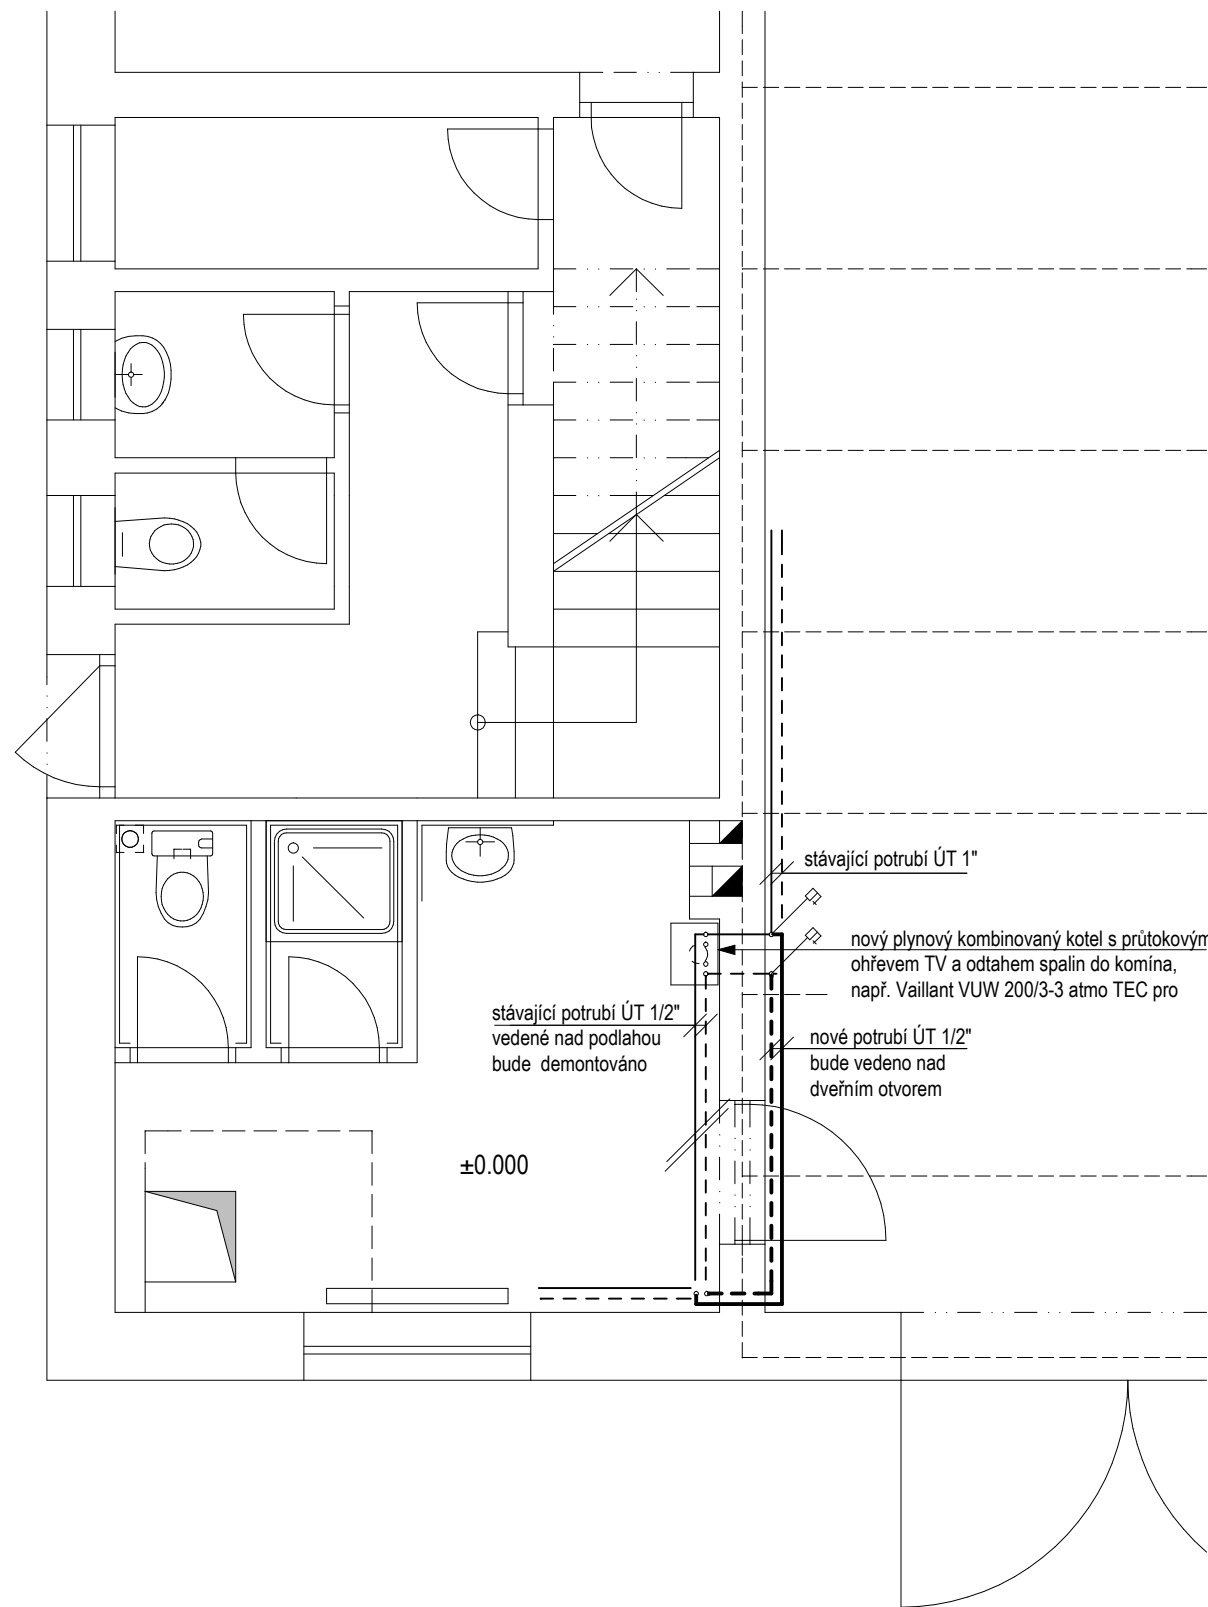 stávající potrubí ÚT 1"
nový plynový kombinovaný kotel s průtokovým
ohřevem TV a odtahem spalin do komína,
např. Vaillant VUW 200/3-3 atmo TEC pro
stávající potrubí ÚT 1/2"
vedené nad podlahou
bude demontováno
nové potrubí ÚT 1/2"
bude vedeno nad
dveřním otvorem
±0.000